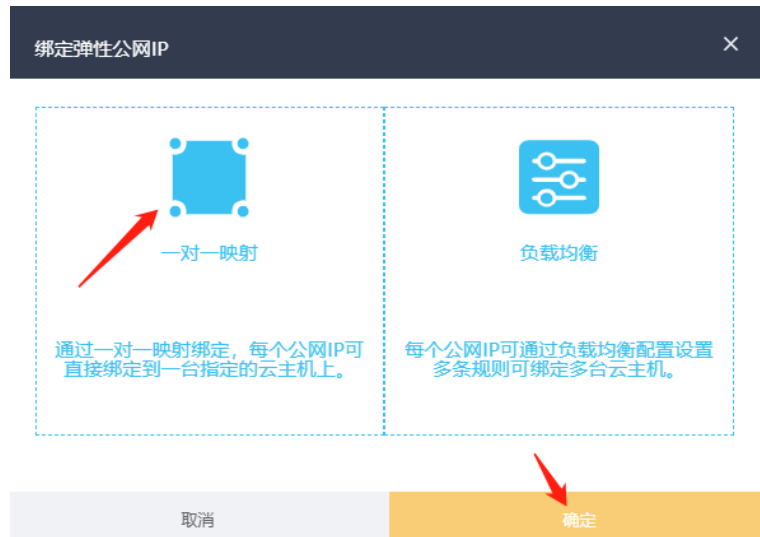 绑定弹性公网IP
一对一映射
通过一对一映射绑定，每个公网IP可
直接绑定到一台指定的云主机上。
负载均衡
每个公网IP可通过负载均衡配置设置
多条规则可绑定多台云主机。
取消
确定